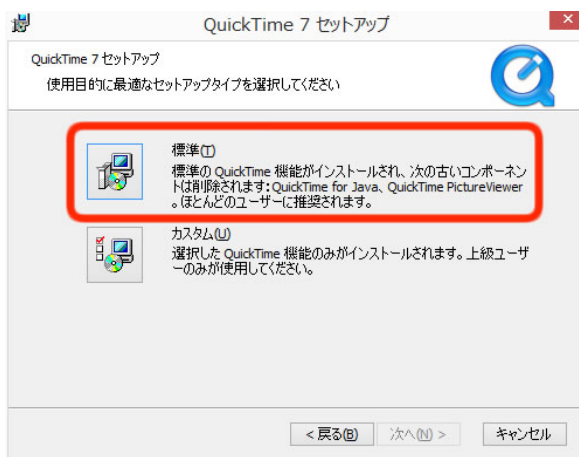 QuickTime 7 セットアップ
QuickTime 7 セットアップ
使用目的に最適なセットアップタイプを選択してください
標準(T)
標準の QuickTime 機能がインストールされ、次の古いコンポーネン
トは削除されます: QuickTime for Java、QuickTime PictureViewer
。ほとんどのユーザーに推奨されます。
カスタム(U)
選択した QuickTime 機能のみがインストールされます。上級ユーザ
ーのみが使用してください。
< 戻る(B)
次へ(N) >
キャンセル